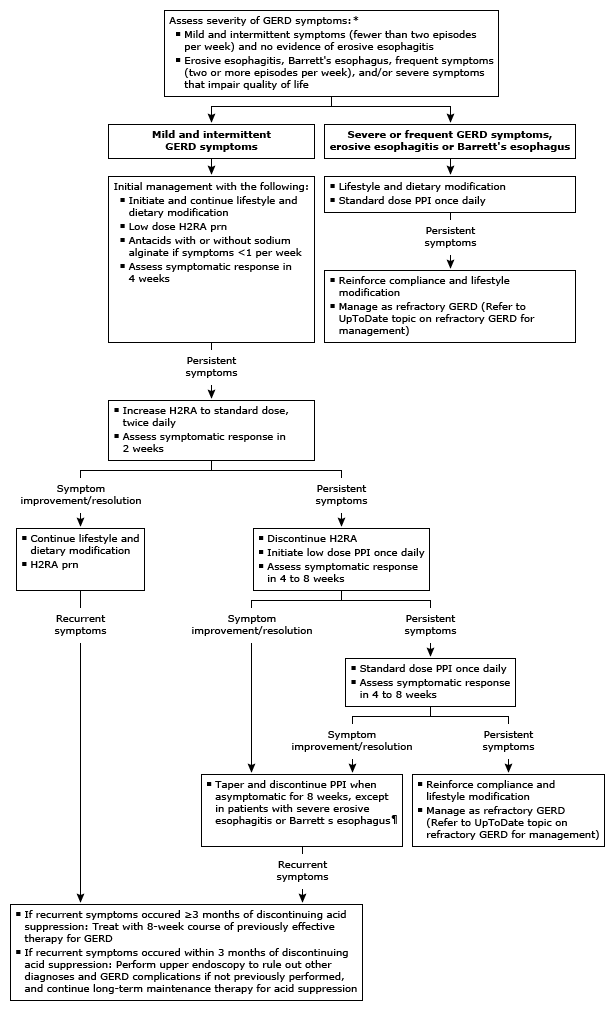 Assess severity of GERD symptoms:*
▪ Mild and intermittent symptoms (fewer than two episodes
per week) and no evidence of erosive esophagitis
▪ Erosive esophagitis, Barrett's esophagus, frequent symptoms
(two or more episodes per week), and/or severe symptoms
that impair quality of life
Mild and intermittent
GERD symptoms
Severe or frequent GERD symptoms,
erosive esophagitis or Barrett's esophagus
Initial management with the following:
▪ Initiate and continue lifestyle and
dietary modification
▪ Low dose H2RA prn
▪ Antacids with or without sodium
alginate if symptoms <1 per week
▪ Assess symptomatic response in
4 weeks
▪ Lifestyle and dietary modification
▪ Standard dose PPI once daily
Persistent
symptoms
▪ Reinforce compliance and lifestyle
modification
▪ Manage as refractory GERD (Refer to
UpToDate topic on refractory GERD for
management)
Persistent
symptoms
▪ Increase H2RA to standard dose,
twice daily
▪ Assess symptomatic response in
2 weeks
Symptom
improvement/resolution
Persistent
symptoms
▪ Continue lifestyle and
dietary modification
▪ H2RA prn
▪ Discontinue H2RA
▪ Initiate low dose PPI once daily
▪ Assess symptomatic response
in 4 to 8 weeks
Recurrent
symptoms
Symptom
improvement/resolution
Persistent
symptoms
▪ Standard dose PPI once daily
▪ Assess symptomatic response
in 4 to 8 weeks
Symptom
improvement/resolution
Persistent
symptoms
▪ Taper and discontinue PPI when
asymptomatic for 8 weeks, except
in patients with severe erosive
esophagitis or Barrett s esophagus¶
▪ Reinforce compliance and
lifestyle modification
▪ Manage as refractory GERD
(Refer to UpToDate topic on
refractory GERD for management)
Recurrent
symptoms
▪ If recurrent symptoms occured ≥3 months of discontinuing acid
suppression: Treat with 8-week course of previously effective
therapy for GERD
▪ If recurrent symptoms occured within 3 months of discontinuing
acid suppression: Perform upper endoscopy to rule out other
diagnoses and GERD complications if not previously performed,
and continue long-term maintenance therapy for acid suppression